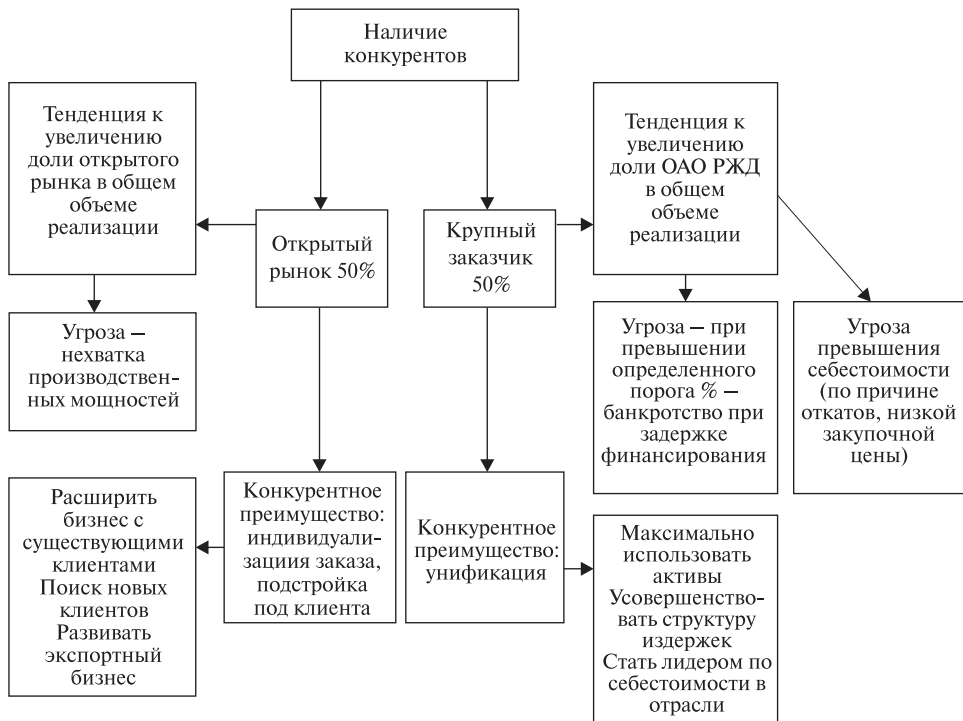 Наличие
конкурентов
Тенденция к
увеличению
доли открытого
рынка в общем
объеме
реализации
Открытый
рынок 50%
Крупный
заказчик
50%
Тенденция к
увеличению
доли ОАО РЖД
в общем
объеме
реализации
Угроза –
нехватка
производствен-
ных мощностей
Угроза – при
превышении
определенного
порога % –
банкротство при
задержке
финансирования
Угроза
превышения
себестоимости
(по причине
откатов, низкой
закупочной
цены)
Расширить
бизнес с
существующими
клиентами
Поиск новых
клиентов
Развивать
экспортный
бизнес
Конкурентное
преимущество:
индивидуали-
зациия заказа,
подстройка
под клиента
Конкурентное
преимущество:
унификация
Максимально
использовать
активы
Усовершенство-
вать структуру
издержек
Стать лидером по
себестоимости в
отрасли